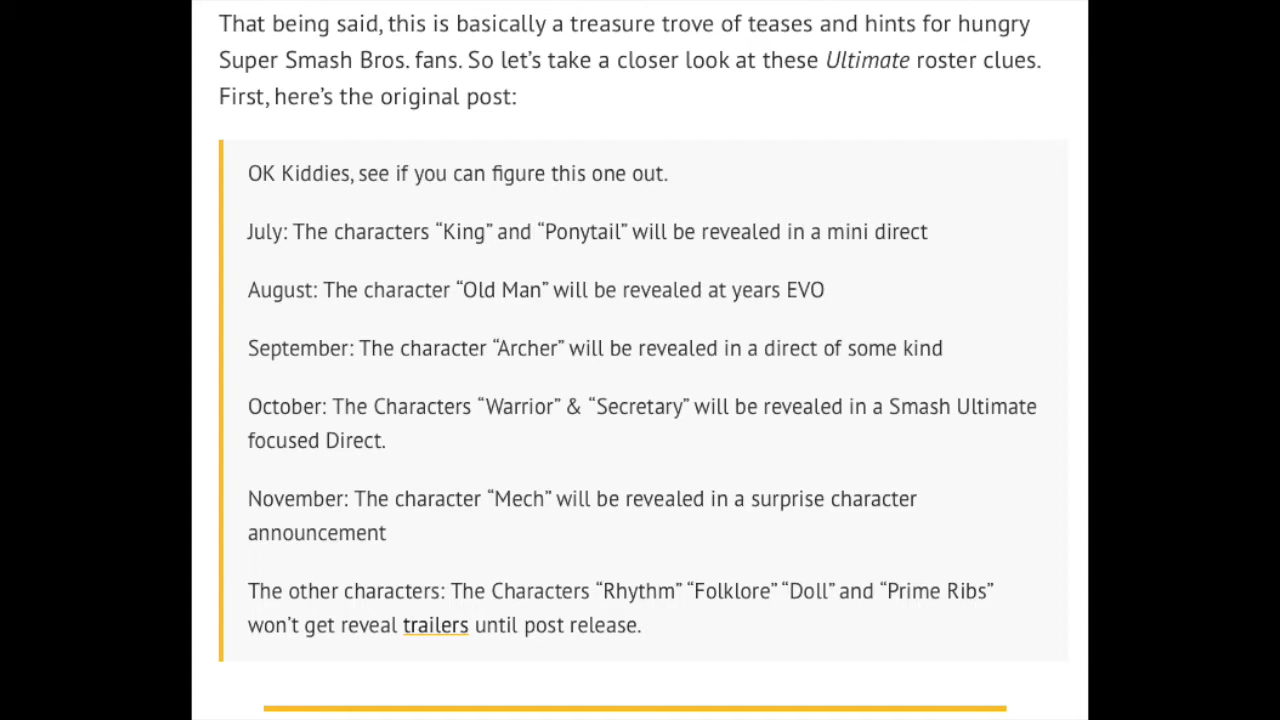 That being said, this is basically a treasure trove of teases and hints for hungry
Super Smash Bros. fans. So let’s take a closer look at these Ultimate roster clues.
First, here’s the original post:
OK Kiddies, see if you can figure this one out.
July: The characters “King” and “Ponytail” will be revealed in a mini direct
August: The character “Old Man” will be revealed at years EVO
September: The character “Archer” will be revealed in a direct of some kind
October: The Characters “Warrior” & “Secretary” will be revealed in a Smash Ultimate
focused Direct.
November: The character “Mech” will be revealed in a surprise character
announcement
The other characters: The Characters “Rhythm” “Folklore” “Doll” and “Prime Ribs”
won’t get reveal trailers until post release.